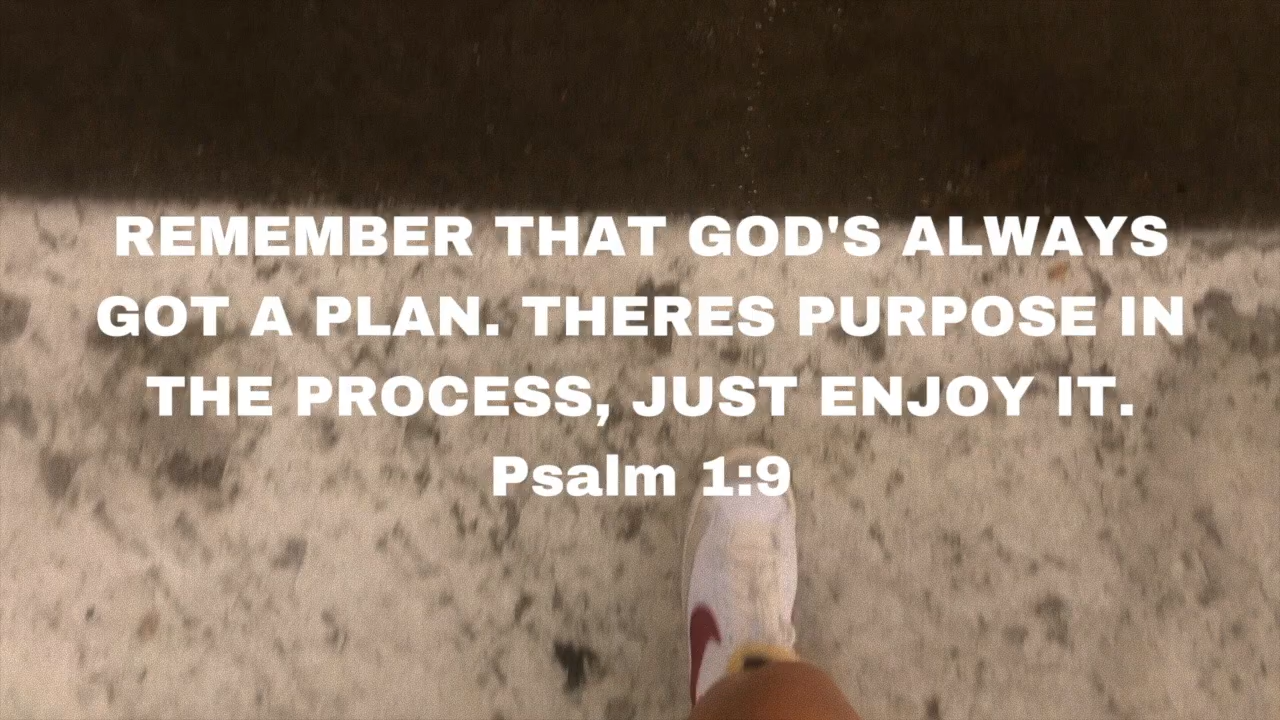 REMEMBER THAT GOD'S ALWAYS
GOT A PLAN. THERES PURPOSE IN
THE PROCESS, JUST ENJOY IT.
Psalm 1:9